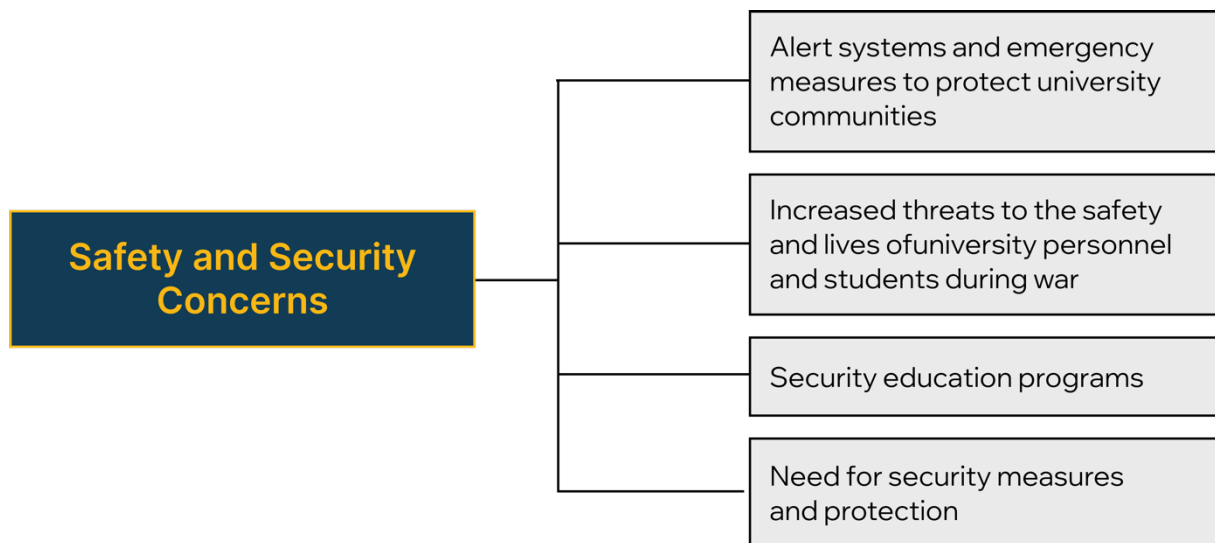 Safety and Security
Concerns
Alert systems and emergency
measures to protect university
communities
Increased threats to the safety
and lives ofuniversity personnel
and students during war
Security education programs
Need for security measures
and protection